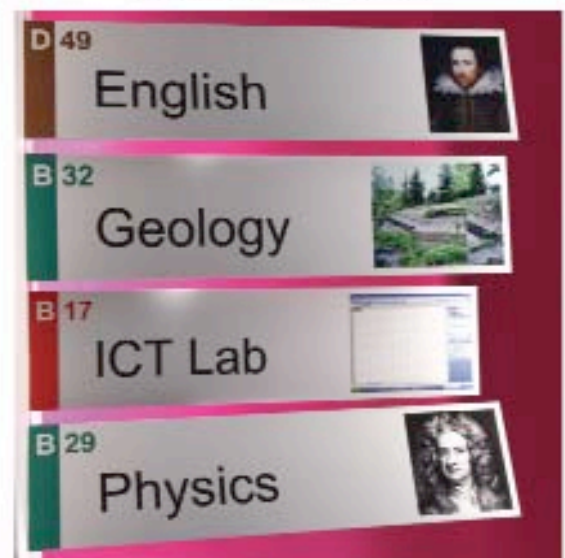 D 49
English
B 32
Geology
B 17
ICT Lab
B 29
Physics